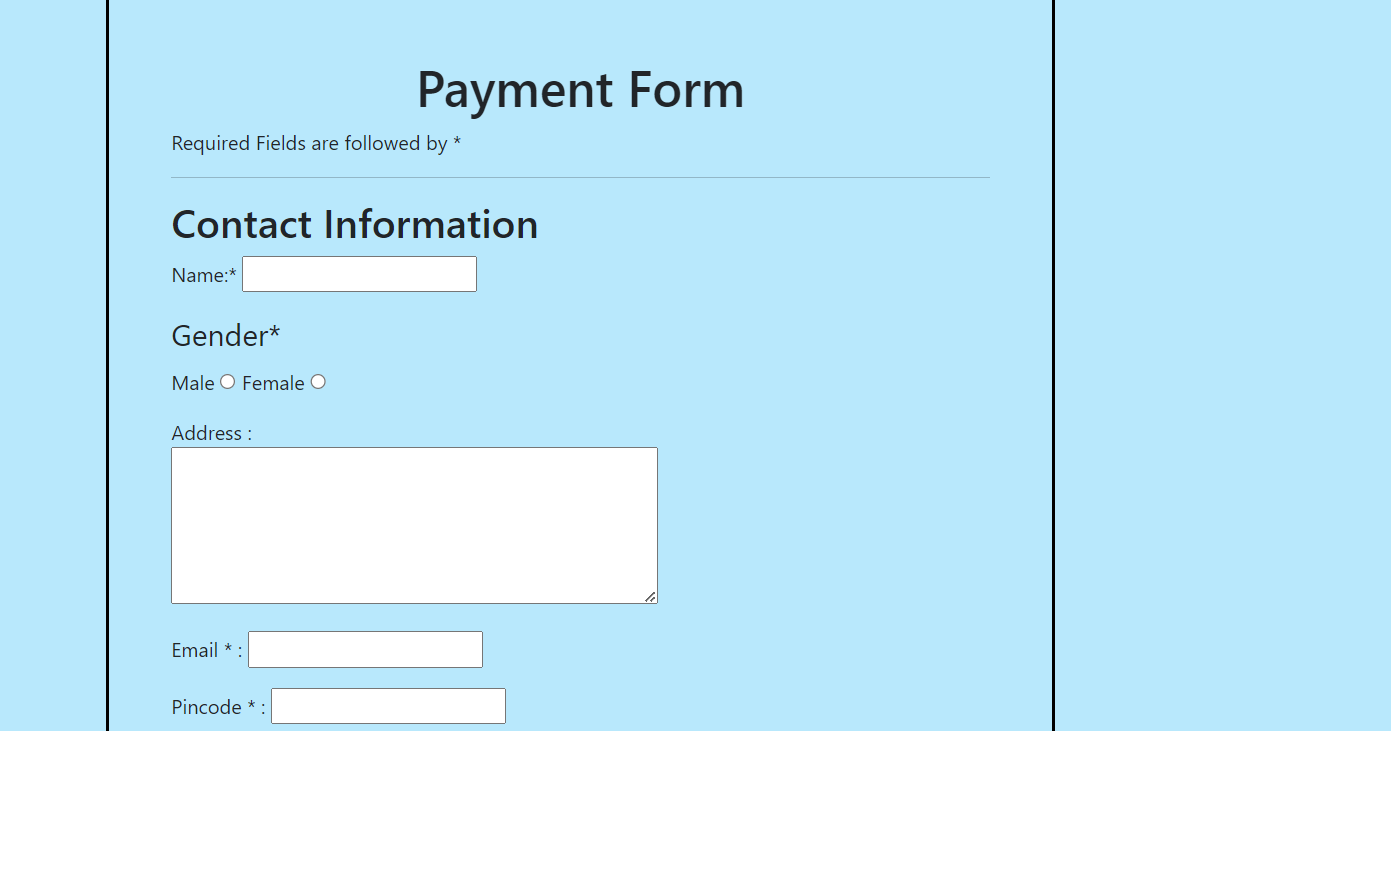 Payment Form
Required Fields are followed by *
Contact Information
Name:*
Gender*
Male Female
Address :
Email * :
Pincode * :